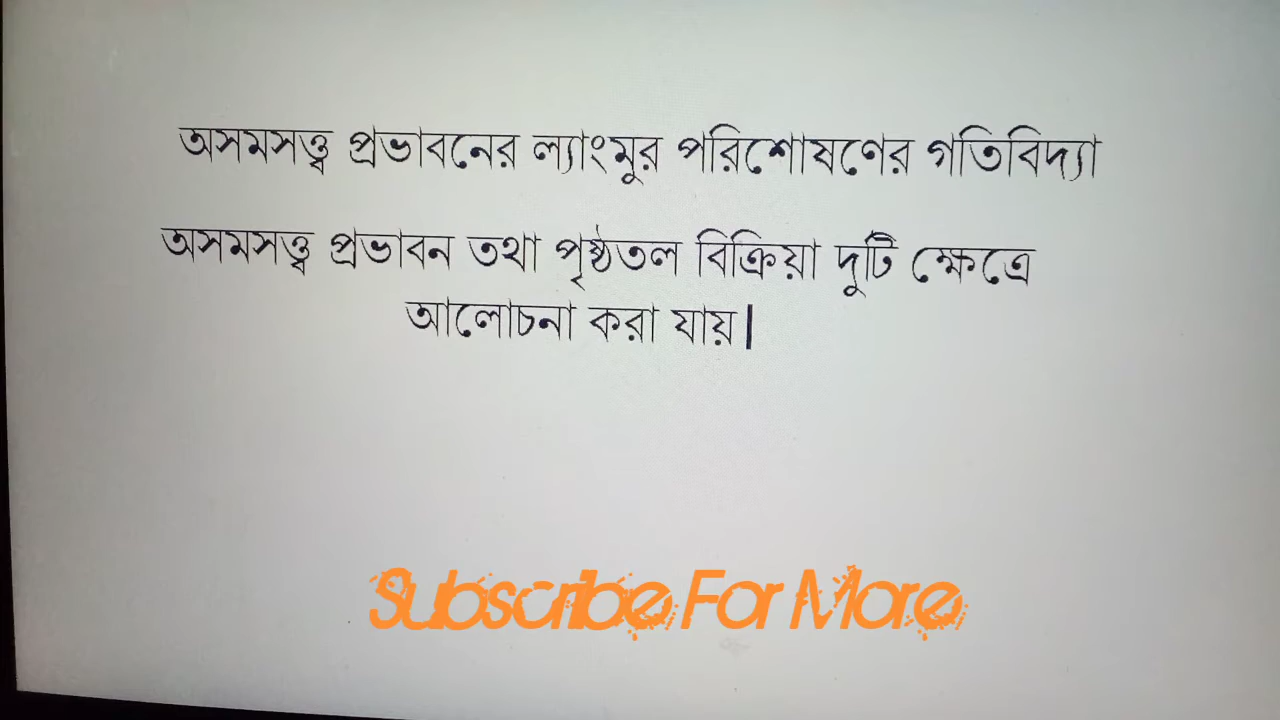 অসমসত্ত্ব প্রভাবনের ল্যাংমুর পরিশোষণের গতিবিদ্যা
অসমসত্ত্ব প্রভাবন তথা পৃষ্ঠতল বিক্রিয়া দুটি ক্ষেত্রে
আলোচনা করা যায়।
Subscribe For More